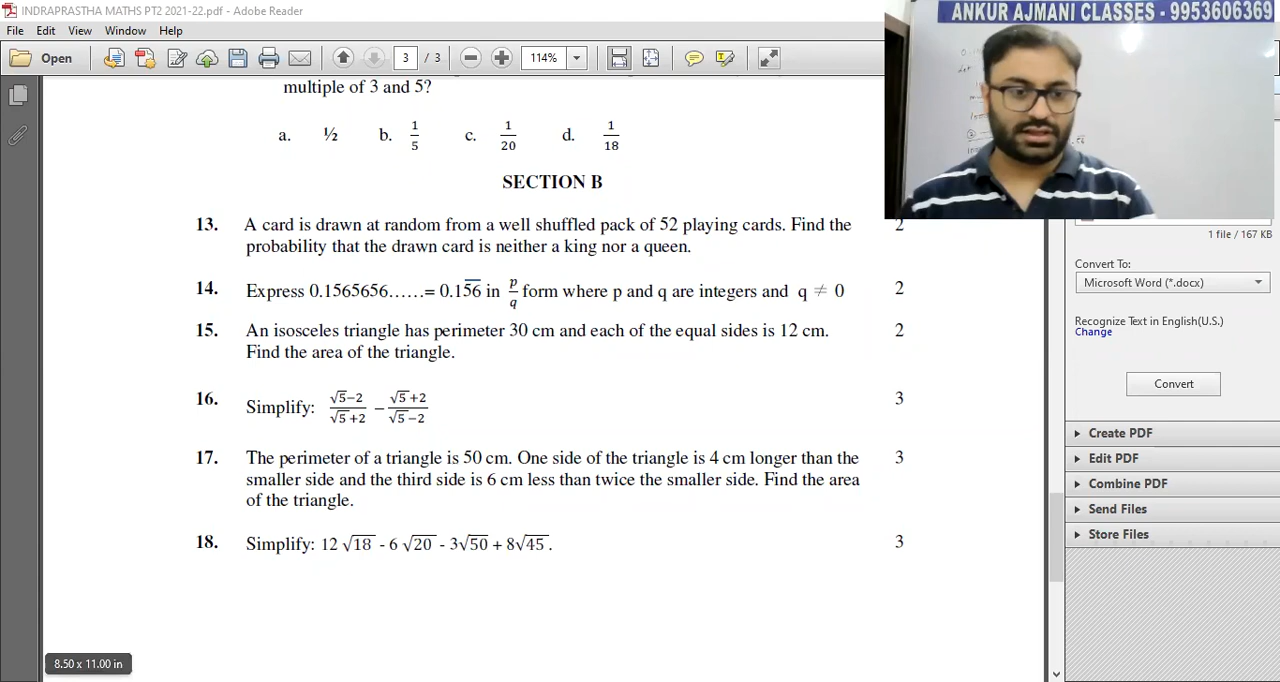 INDRAPRASTHA MATHS PT2 2021-22.pdf - Adobe Reader
File Edit View Window Help
Open 3 / 3 114%
ANKUR AJMANI CLASSES - 9953606369
multiple of 3 and 5?
a. ½ b. 1/5 c. 1/20 d. 1/18
SECTION B
13. A card is drawn at random from a well shuffled pack of 52 playing cards. Find the 2
probability that the drawn card is neither a king nor a queen.
14. Express 0.1565656......= 0.15̅6̅ in p/q form where p and q are integers and q ≠ 0 2
15. An isosceles triangle has perimeter 30 cm and each of the equal sides is 12 cm. 2
Find the area of the triangle.
16. Simplify: (√5−2)/(√5+2) − (√5+2)/(√5−2) 3
17. The perimeter of a triangle is 50 cm. One side of the triangle is 4 cm longer than the 3
smaller side and the third side is 6 cm less than twice the smaller side. Find the area
of the triangle.
18. Simplify: 12 √18 - 6 √20 - 3√50 + 8√45. 3
8.50 x 11.00 in
1 file / 167 KB
Convert To:
Microsoft Word (*.docx)
Recognize Text in English(U.S.)
Change
Convert
Create PDF
Edit PDF
Combine PDF
Send Files
Store Files